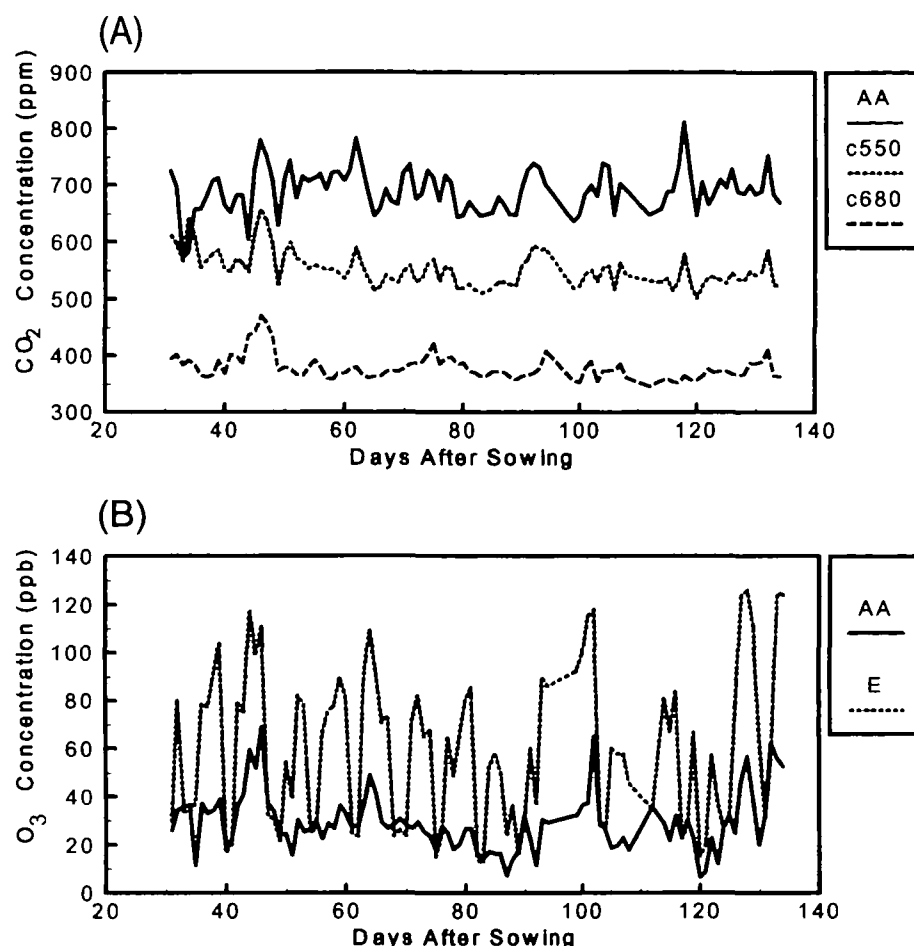 (A)
CO2 Concentration (ppm)
900
800
700
600
500
400
300
20 40 60 80 100 120 140
Days After Sowing
AA
c550
c680
(B)
O3 Concentration (ppb)
140
120
100
80
60
40
20
0
20 40 60 80 100 120 140
Days After Sowing
AA
E